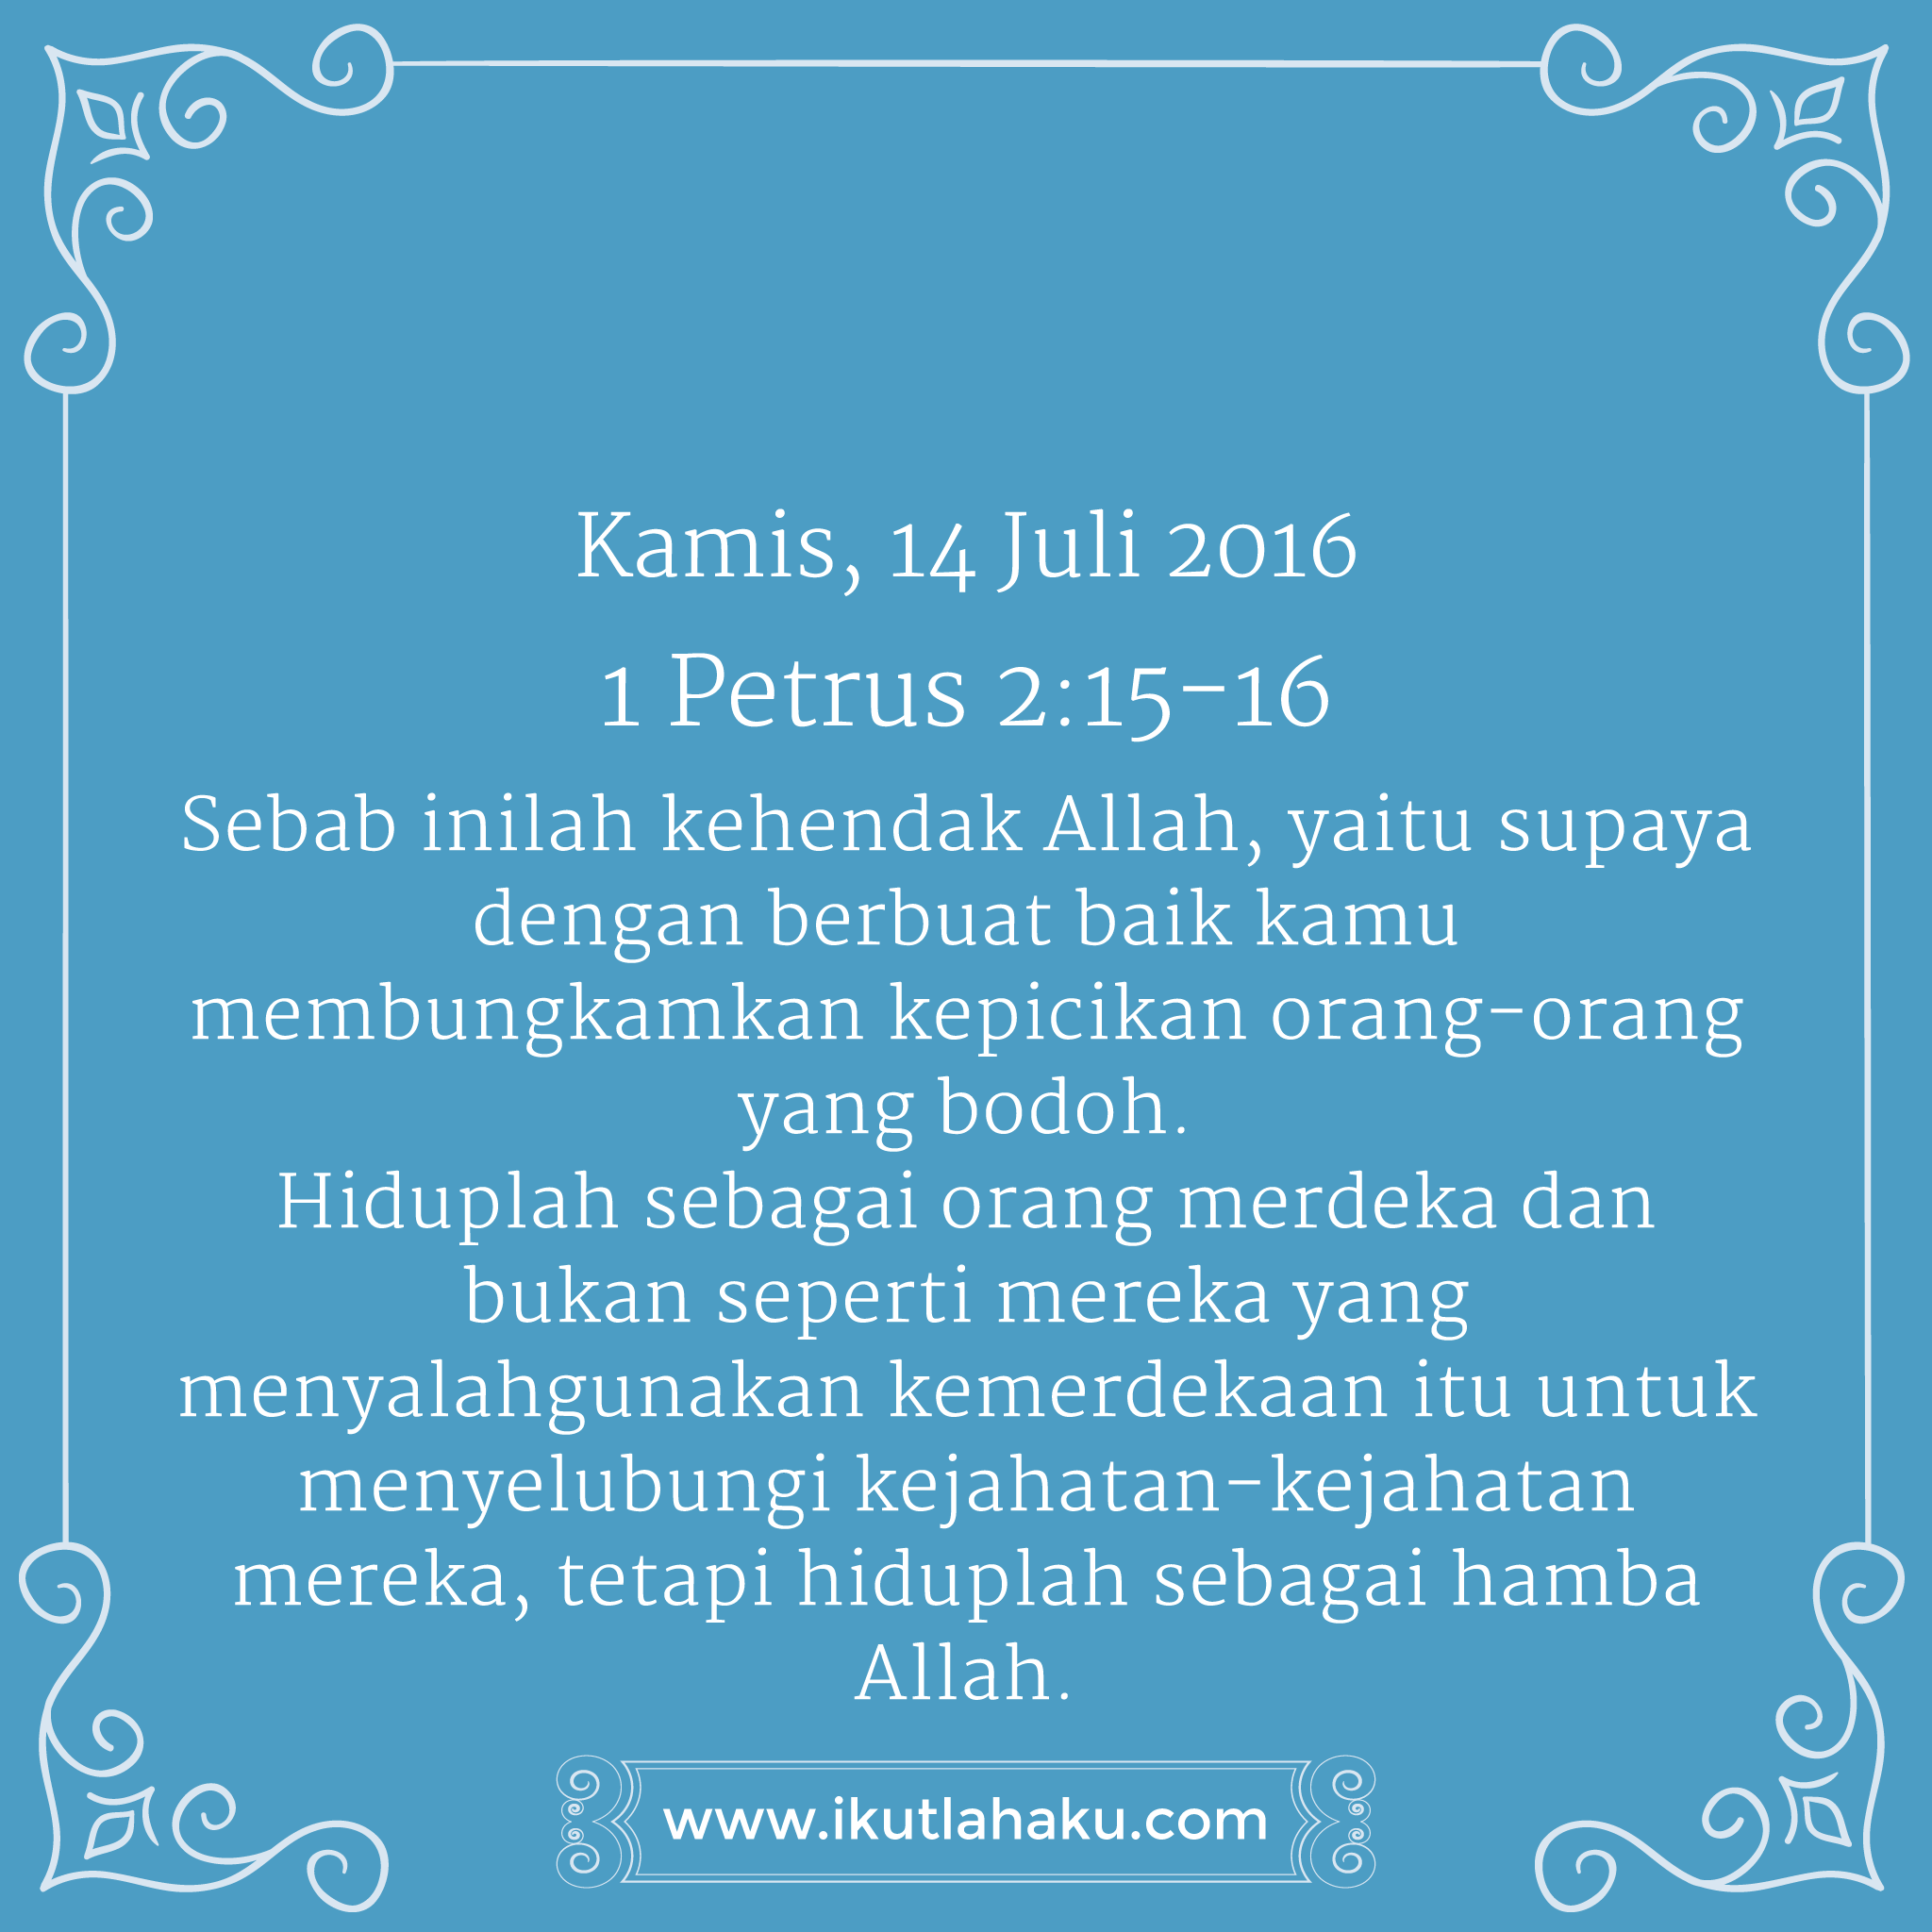 Kamis, 14 Juli 2016
1 Petrus 2:15-16
Sebab inilah kehendak Allah, yaitu supaya
dengan berbuat baik kamu
membungkamkan kepicikan orang-orang
yang bodoh.
Hiduplah sebagai orang merdeka dan
bukan seperti mereka yang
menyalahgunakan kemerdekaan itu untuk
menyelubungi kejahatan-kejahatan
mereka, tetapi hiduplah sebagai hamba
Allah.
www.ikutlahaku.com